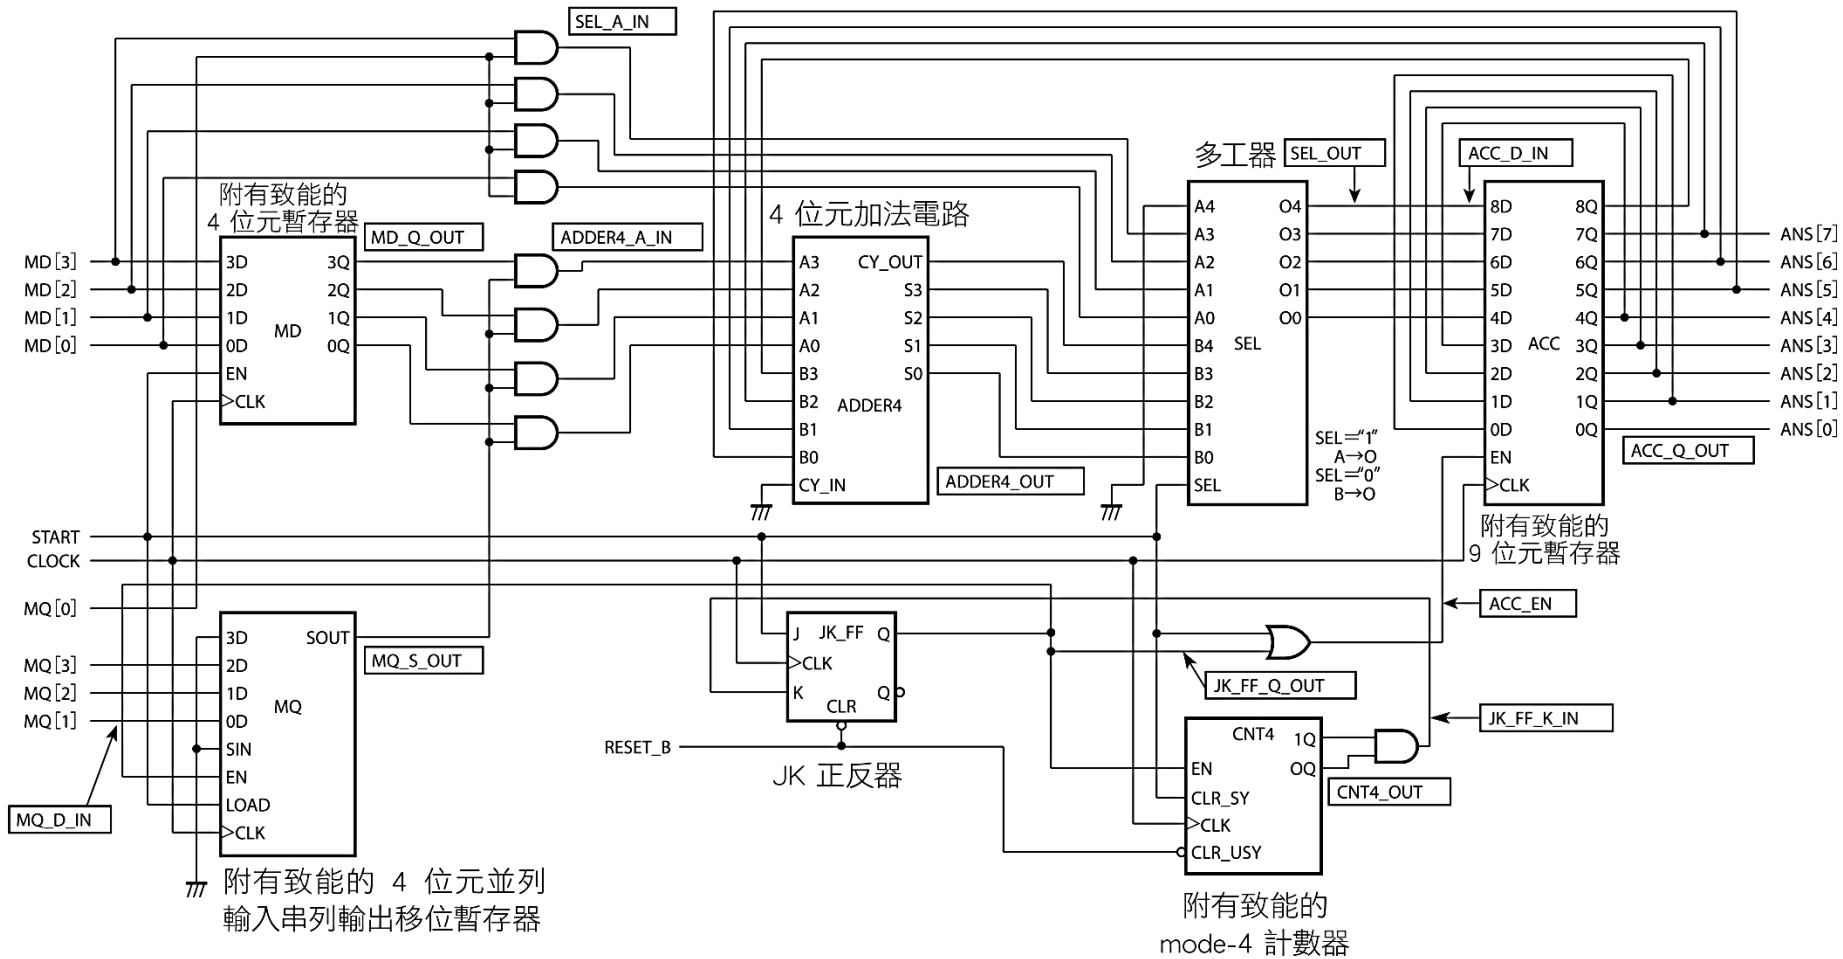 SEL_A_IN
多工器
SEL_OUT
ACC_D_IN
附有致能的
4 位元暫存器
MD_Q_OUT
ADDER4_A_IN
4 位元加法電路
MD[3]
MD[2]
MD[1]
MD[0]
3D
2D
1D
0D
EN
CLK
MD
3Q
2Q
1Q
0Q
A3
A2
A1
A0
B3
B2
B1
B0
CY_IN
ADDER4
CY_OUT
S3
S2
S1
S0
ADDER4_OUT
A4
A3
A2
A1
A0
B4
B3
B2
B1
B0
SEL
SEL
O4
O3
O2
O1
O0
SEL="1"
A→O
SEL="0"
B→O
8D
7D
6D
5D
4D
3D
2D
1D
0D
EN
CLK
ACC
8Q
7Q
6Q
5Q
4Q
3Q
2Q
1Q
0Q
ANS[7]
ANS[6]
ANS[5]
ANS[4]
ANS[3]
ANS[2]
ANS[1]
ANS[0]
ACC_Q_OUT
附有致能的
9 位元暫存器
START
CLOCK
MQ[0]
MQ[3]
MQ[2]
MQ[1]
MQ_D_IN
3D
2D
1D
0D
SIN
EN
LOAD
CLK
MQ
SOUT
MQ_S_OUT
附有致能的 4 位元並列
輸入串列輸出移位暫存器
J
JK_FF
Q
CLK
K
Q
CLR
RESET_B
JK 正反器
ACC_EN
JK_FF_Q_OUT
JK_FF_K_IN
CNT4
1Q
OQ
EN
CLR_SY
CLK
CLR_USY
CNT4_OUT
附有致能的
mode-4 計數器